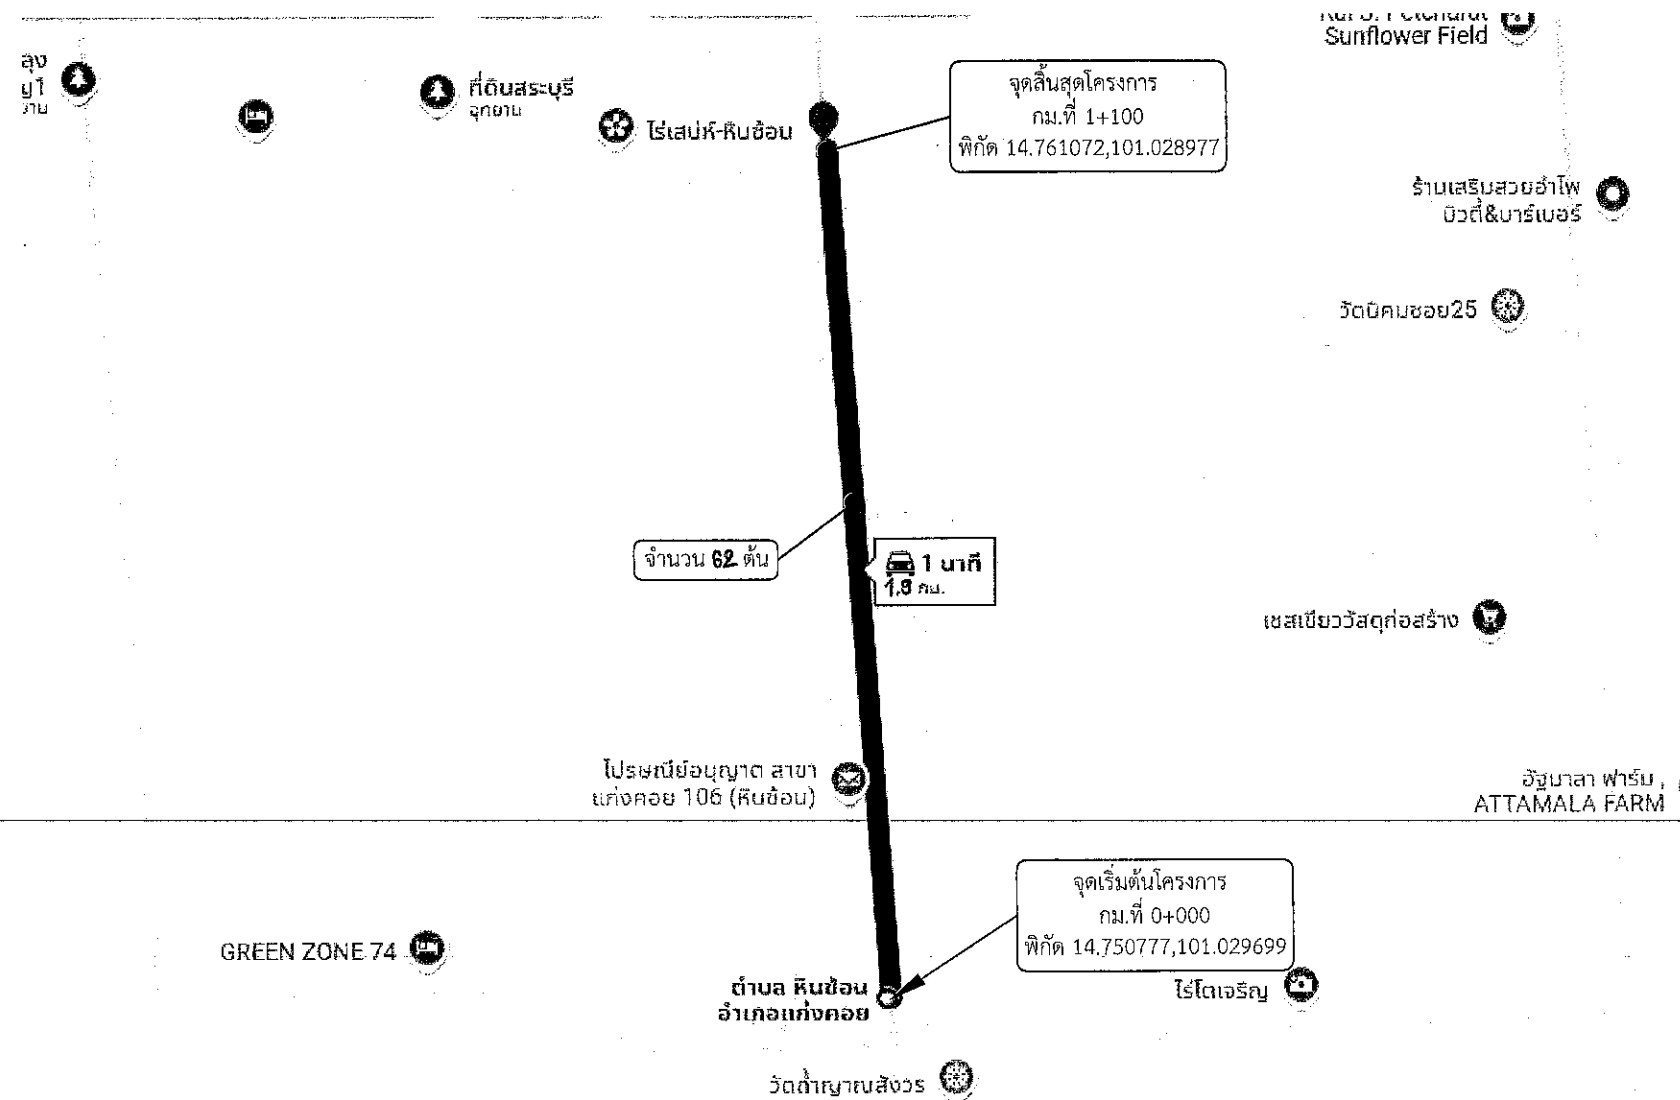 Sunflower Field
ลุง
ญ1
ที่ดินสระบุรี
อุทยาน
ไร่เสน่ห์-หินซ้อน
จุดสิ้นสุดโครงการ
กม.ที่ 1+100
พิกัด 14.761072,101.028977
ร้านเสริมสวยอำไพ
บิวตี้&บาร์เบอร์
วัดนิคมซอย25
จำนวน 62 ต้น
1 นาที
กม.
เชสเขียววัสดุก่อสร้าง
ไปรษณีย์อนุญาต สาขา
แก่งคอย 106 (หินซ้อน)
อัฐมาลา ฟาร์ม
ATTAMALA FARM
จุดเริ่มต้นโครงการ
กม.ที่ 0+000
พิกัด 14.750777,101.029699
GREEN ZONE 74
ตำบล หินซ้อน
อำเภอแก่งคอย
ไร่โตเจริญ
วัดถ้ำญาณสังวร